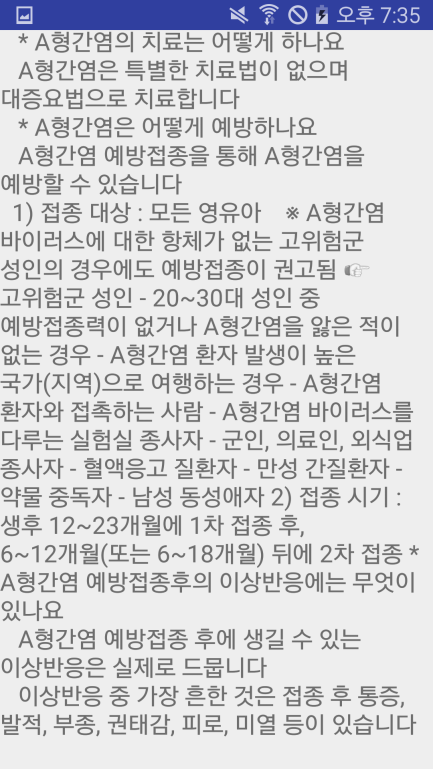 오후 7:35
* A형간염의 치료는 어떻게 하나요
A형간염은 특별한 치료법이 없으며
대증요법으로 치료합니다
* A형간염은 어떻게 예방하나요
A형간염 예방접종을 통해 A형간염을
예방할 수 있습니다
1) 접종 대상 : 모든 영유아 ※ A형간염
바이러스에 대한 항체가 없는 고위험군
성인의 경우에도 예방접종이 권고됨 👉
고위험군 성인 - 20~30대 성인 중
예방접종력이 없거나 A형간염을 앓은 적이
없는 경우 - A형간염 환자 발생이 높은
국가(지역)으로 여행하는 경우 - A형간염
환자와 접촉하는 사람 - A형간염 바이러스를
다루는 실험실 종사자 - 군인, 의료인, 외식업
종사자 - 혈액응고 질환자 - 만성 간질환자 -
약물 중독자 - 남성 동성애자 2) 접종 시기 :
생후 12~23개월에 1차 접종 후,
6~12개월(또는 6~18개월) 뒤에 2차 접종 *
A형간염 예방접종후의 이상반응에는 무엇이
있나요
A형간염 예방접종 후에 생길 수 있는
이상반응은 실제로 드뭅니다
이상반응 중 가장 흔한 것은 접종 후 통증,
발적, 부종, 권태감, 피로, 미열 등이 있습니다